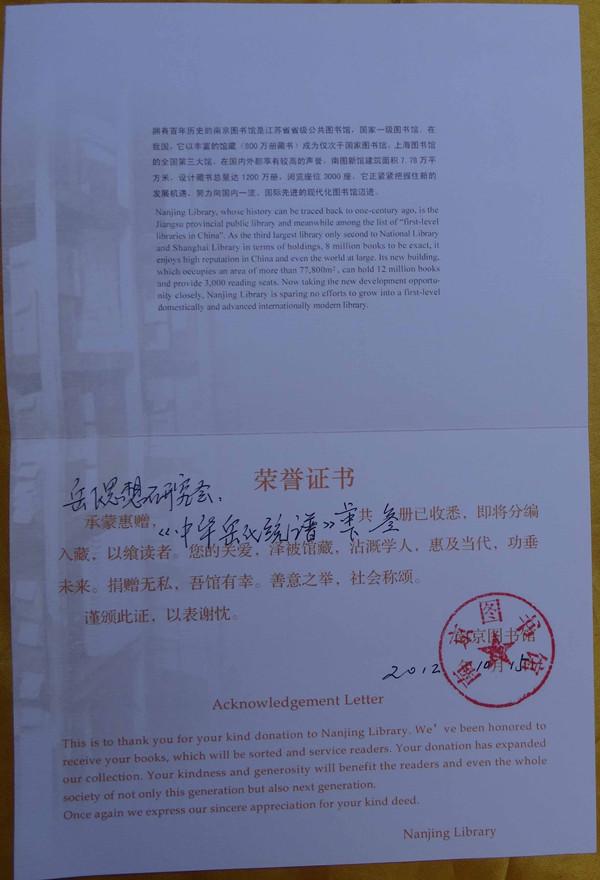 拥有百年历史的南京图书馆是江苏省省级公共图书馆，国家一级图书馆。在
我国，它以丰富的馆藏（800万册藏书）成为仅次于国家图书馆、上海图书馆
的全国第三大馆，在国内外都享有较高的声誉。南图新馆建筑面积7.78万平
方米，设计藏书总量达1200万册，阅览座位3000座。它正紧紧把握住新的
发展机遇，努力向国内一流、国际先进的现代化图书馆迈进。
Nanjing Library, whose history can be traced back to one-century ago, is the
Jiangsu provincial public library and meanwhile among the list of “first-level
libraries in China”. As the third largest library only second to National Library
and Shanghai Library in terms of holdings, 8 million books to be exact, it
enjoys high reputation in China and even the world at large. Its new building,
which occupies an area of more than 77,800m², can hold 12 million books
and provide 3,000 reading seats. Now taking the new development opportu-
nity closely, Nanjing Library is sparing no efforts to grow into a first-level
domestically and advanced internationally modern library.
荣誉证书
岳飞思想研究会：
承蒙惠赠，《中华岳氏统谱》共叁册已收悉，即将分编
入藏，以飨读者。您的关爱，泽被馆藏，沾溉学人，惠及当代，功垂
未来。捐赠无私，吾馆有幸。善意之举，社会称颂。
谨颁此证，以表谢忱。
南京图书馆
南京图书馆
2012年10月15
Acknowledgement Letter
This is to thank you for your kind donation to Nanjing Library. We’ve been honored to
receive your books, which will be sorted and service readers. Your donation has expanded
our collection. Your kindness and generosity will benefit the readers and even the whole
society of not only this generation but also next generation.
Once again we express our sincere appreciation for your kind deed.
Nanjing Library